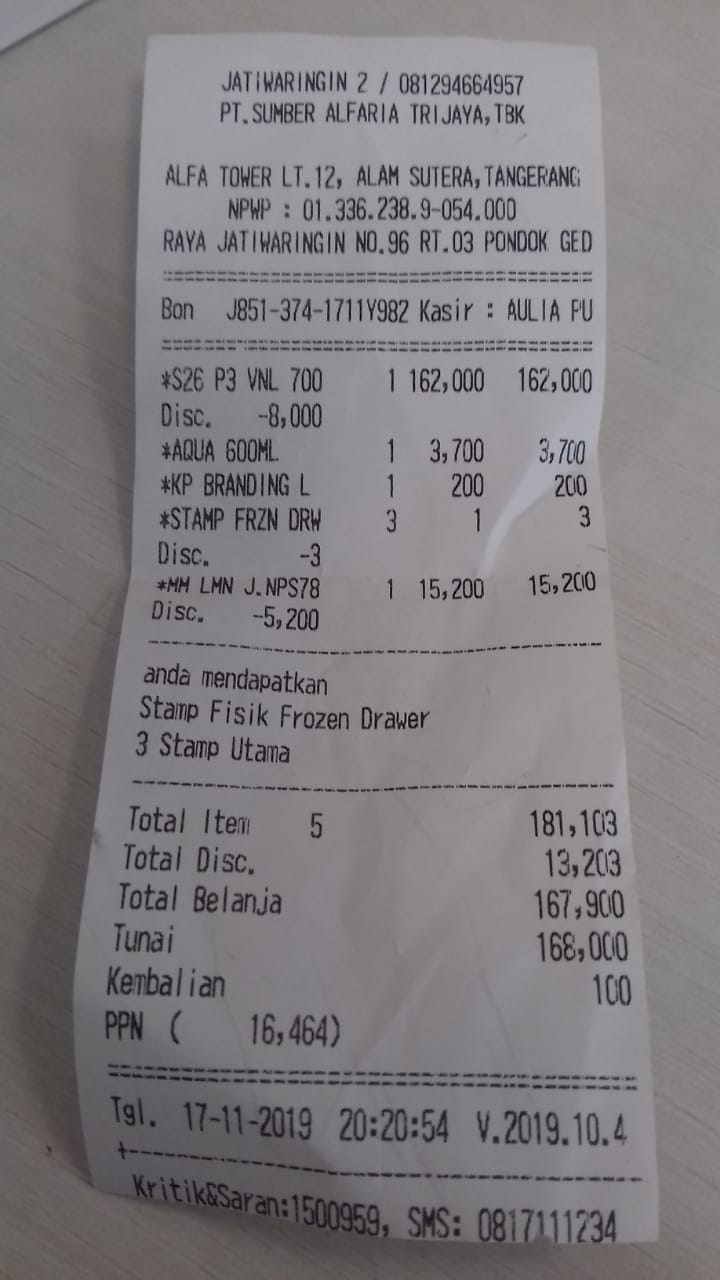 JATIWARINGIN 2 / 081294664957
PT.SUMBER ALFARIA TRIJAYA,TBK
ALFA TOWER LT.12, ALAM SUTERA,TANGERANG
NPWP : 01.336.238.9-054.000
RAYA JATIWARINGIN NO.96 RT.03 PONDOK GED
Bon J851-374-1711Y982 Kasir : AULIA PU
*S26 P3 VNL 700 1 162,000 162,000
Disc. -8,000
*AQUA 600ML 1 3,700 3,700
*KP BRANDING L 1 200 200
*STAMP FRZN DRW 3 1 3
Disc. -3
*MM LMN J.NPS78 1 15,200 15,200
Disc. -5,200
anda mendapatkan
Stamp Fisik Frozen Drawer
3 Stamp Utama
Total Item 5 181,103
Total Disc. 13,203
Total Belanja 167,900
Tunai 168,000
Kembalian 100
PPN ( 16,464)
Tgl. 17-11-2019 20:20:54 V.2019.10.4
Kritik&Saran:1500959, SMS: 0817111234